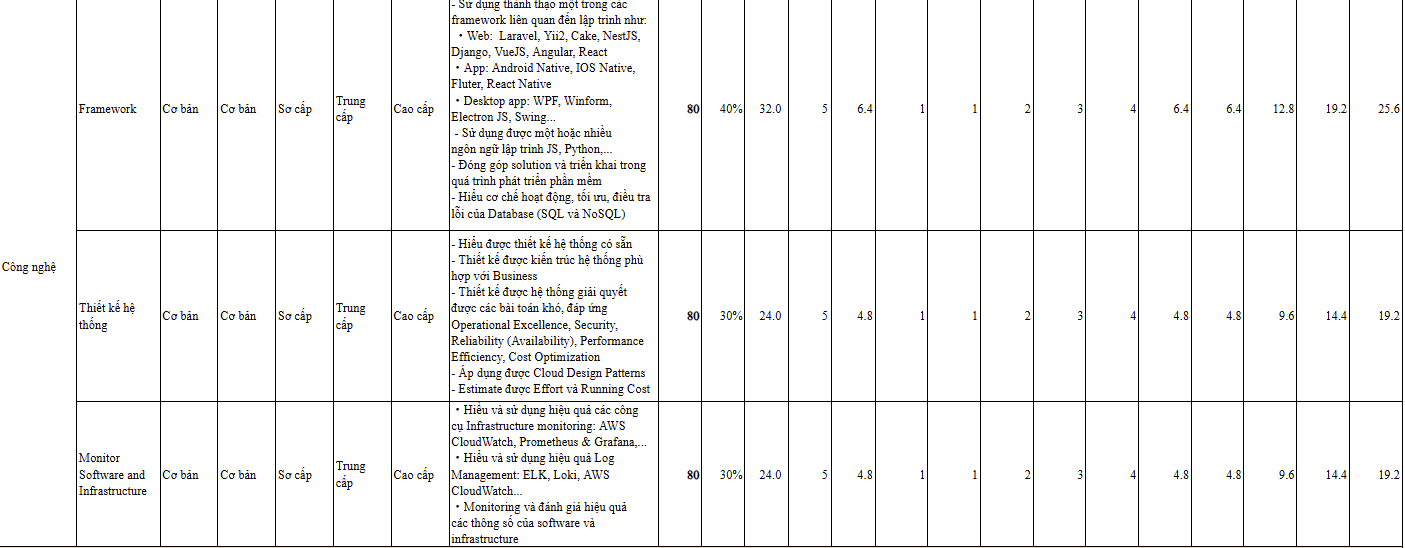 - Sử dụng thành thạo một trong các
framework liên quan đến lập trình như:
• Web: Laravel, Yii2, Cake, NestJS,
Django, VueJS, Angular, React
• App: Android Native, IOS Native,
Fluter, React Native
• Desktop app: WPF, Winform,
Electron JS, Swing...
- Sử dụng được một hoặc nhiều
ngôn ngữ lập trình JS, Python,...
- Đóng góp solution và triển khai trong
quá trình phát triển phần mềm
- Hiểu cơ chế hoạt động, tối ưu, điều tra
lỗi của Database (SQL và NoSQL)
Framework Cơ bản Cơ bản Sơ cấp Trung cấp Cao cấp 80 40% 32.0 5 6.4 1 1 2 3 4 6.4 6.4 12.8 19.2 25.6
Công nghệ
- Hiểu được thiết kế hệ thống có sẵn
- Thiết kế được kiến trúc hệ thống phù
hợp với Business
- Thiết kế được hệ thống giải quyết
được các bài toán khó, đáp ứng
Operational Excellence, Security,
Reliability (Availability), Performance
Efficiency, Cost Optimization
- Áp dụng được Cloud Design Patterns
- Estimate được Effort và Running Cost
Thiết kế hệ thống Cơ bản Cơ bản Sơ cấp Trung cấp Cao cấp 80 30% 24.0 5 4.8 1 1 2 3 4 4.8 4.8 9.6 14.4 19.2
• Hiểu và sử dụng hiệu quả các công
cụ Infrastructure monitoring: AWS
CloudWatch, Prometheus & Grafana,...
• Hiểu và sử dụng hiệu quả Log
Management: ELK, Loki, AWS
CloudWatch...
• Monitoring và đánh giá hiệu quả
các thông số của software và
infrastructure
Monitor Software and Infrastructure Cơ bản Cơ bản Sơ cấp Trung cấp Cao cấp 80 30% 24.0 5 4.8 1 1 2 3 4 4.8 4.8 9.6 14.4 19.2